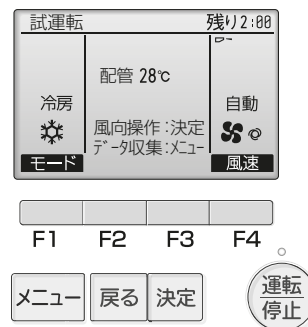 試運転 残り2:00
配管 28℃
冷房 自動
風向操作:決定
データ収集:メニュー
モード 風速
F1 F2 F3 F4
メニュー 戻る 決定 運転
停止